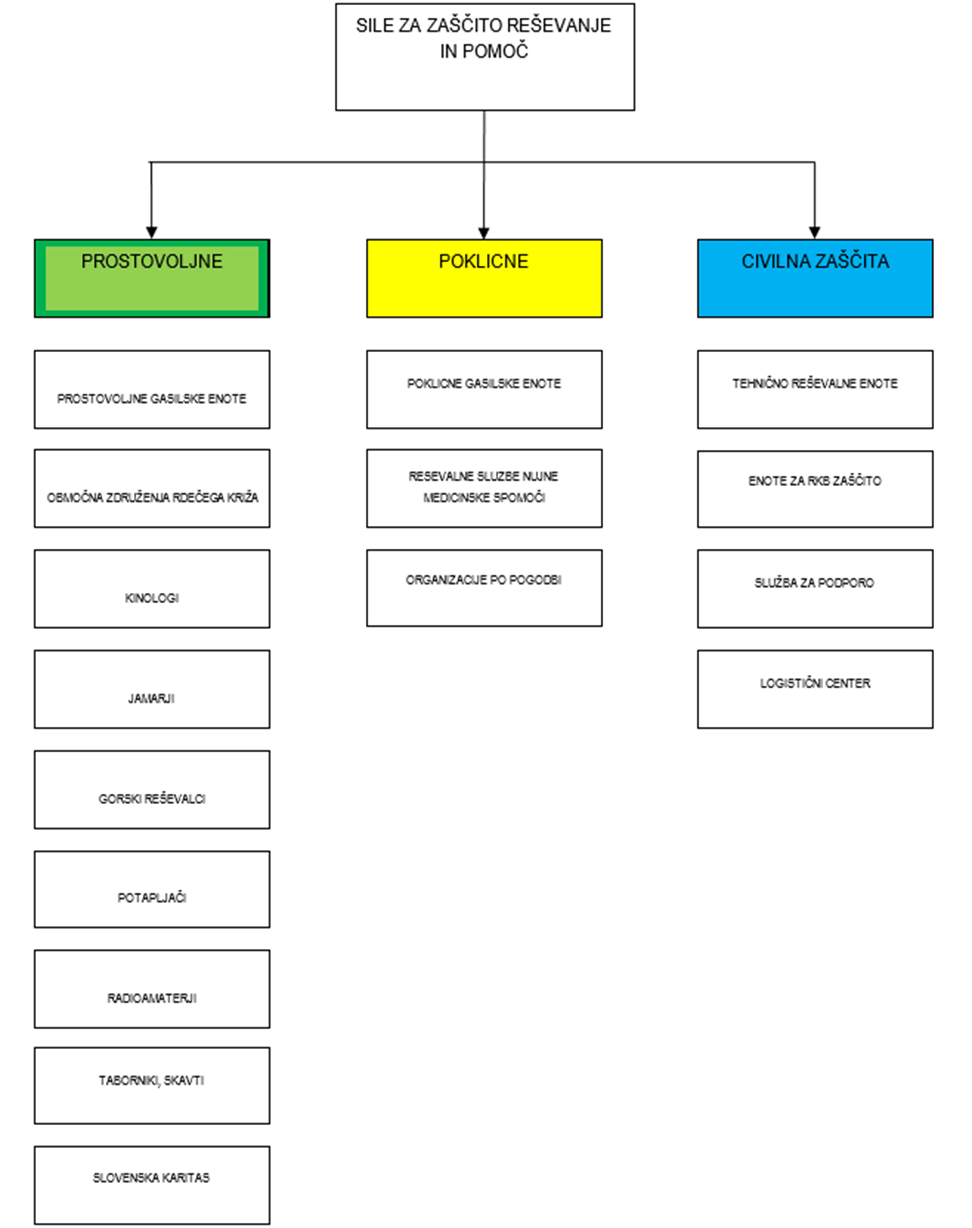 SILE ZA ZAŠČITO REŠEVANJE
IN POMOČ
PROSTOVOLJNE
PROSTOVOLJNE GASILSKE ENOTE
OBMOČNA ZDRUŽENJA RDEČEGA KRIŽA
KINOLOGI
JAMARJI
GORSKI REŠEVALCI
POTAPLJAČI
RADIOAMATERJI
TABORNIKI, SKAVTI
SLOVENSKA KARITAS
POKLICNE
POKLICNE GASILSKE ENOTE
RESEVALNE SLUZBE NUJNE
MEDICINSKE SPOMOČI
ORGANIZACIJE PO POGODBI
CIVILNA ZAŠČITA
TEHNIČNO REŠEVALNE ENOTE
ENOTE ZA RKB ZAŠČITO
SLUŽBA ZA PODPORO
LOGISTIČNI CENTER